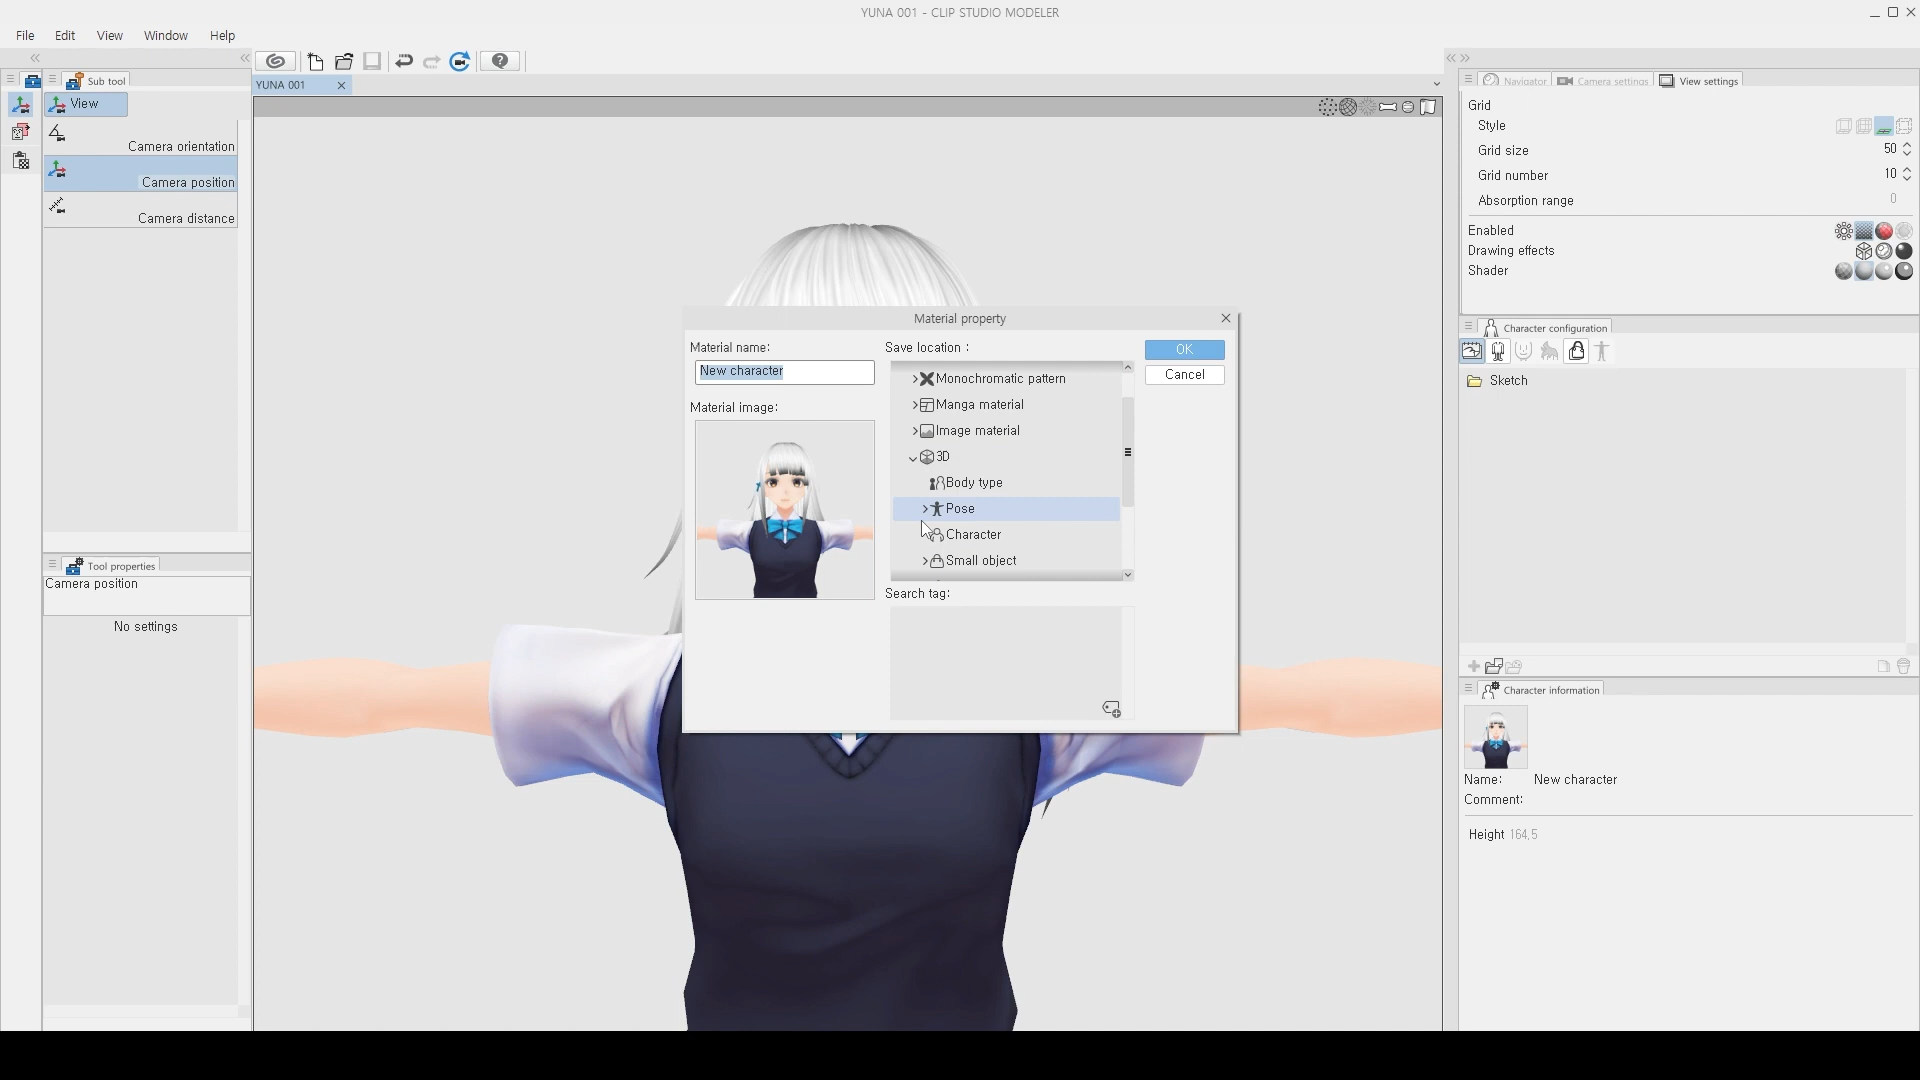 YUNA 001 - CLIP STUDIO MODELER
File Edit View Window Help
Sub tool
View
Camera orientation
Camera position
Camera distance
Tool properties
Camera position
No settings
YUNA 001
Material property
Material name:
New character
Material image:
Save location :
Monochromatic pattern
Manga material
Image material
3D
Body type
Pose
Character
Small object
Search tag:
OK
Cancel
Navigator Camera settings View settings
Grid
Style
Grid size 50
Grid number 10
Absorption range 0
Enabled
Drawing effects
Shader
Character configuration
Sketch
Character information
Name: New character
Comment:
Height 164,5